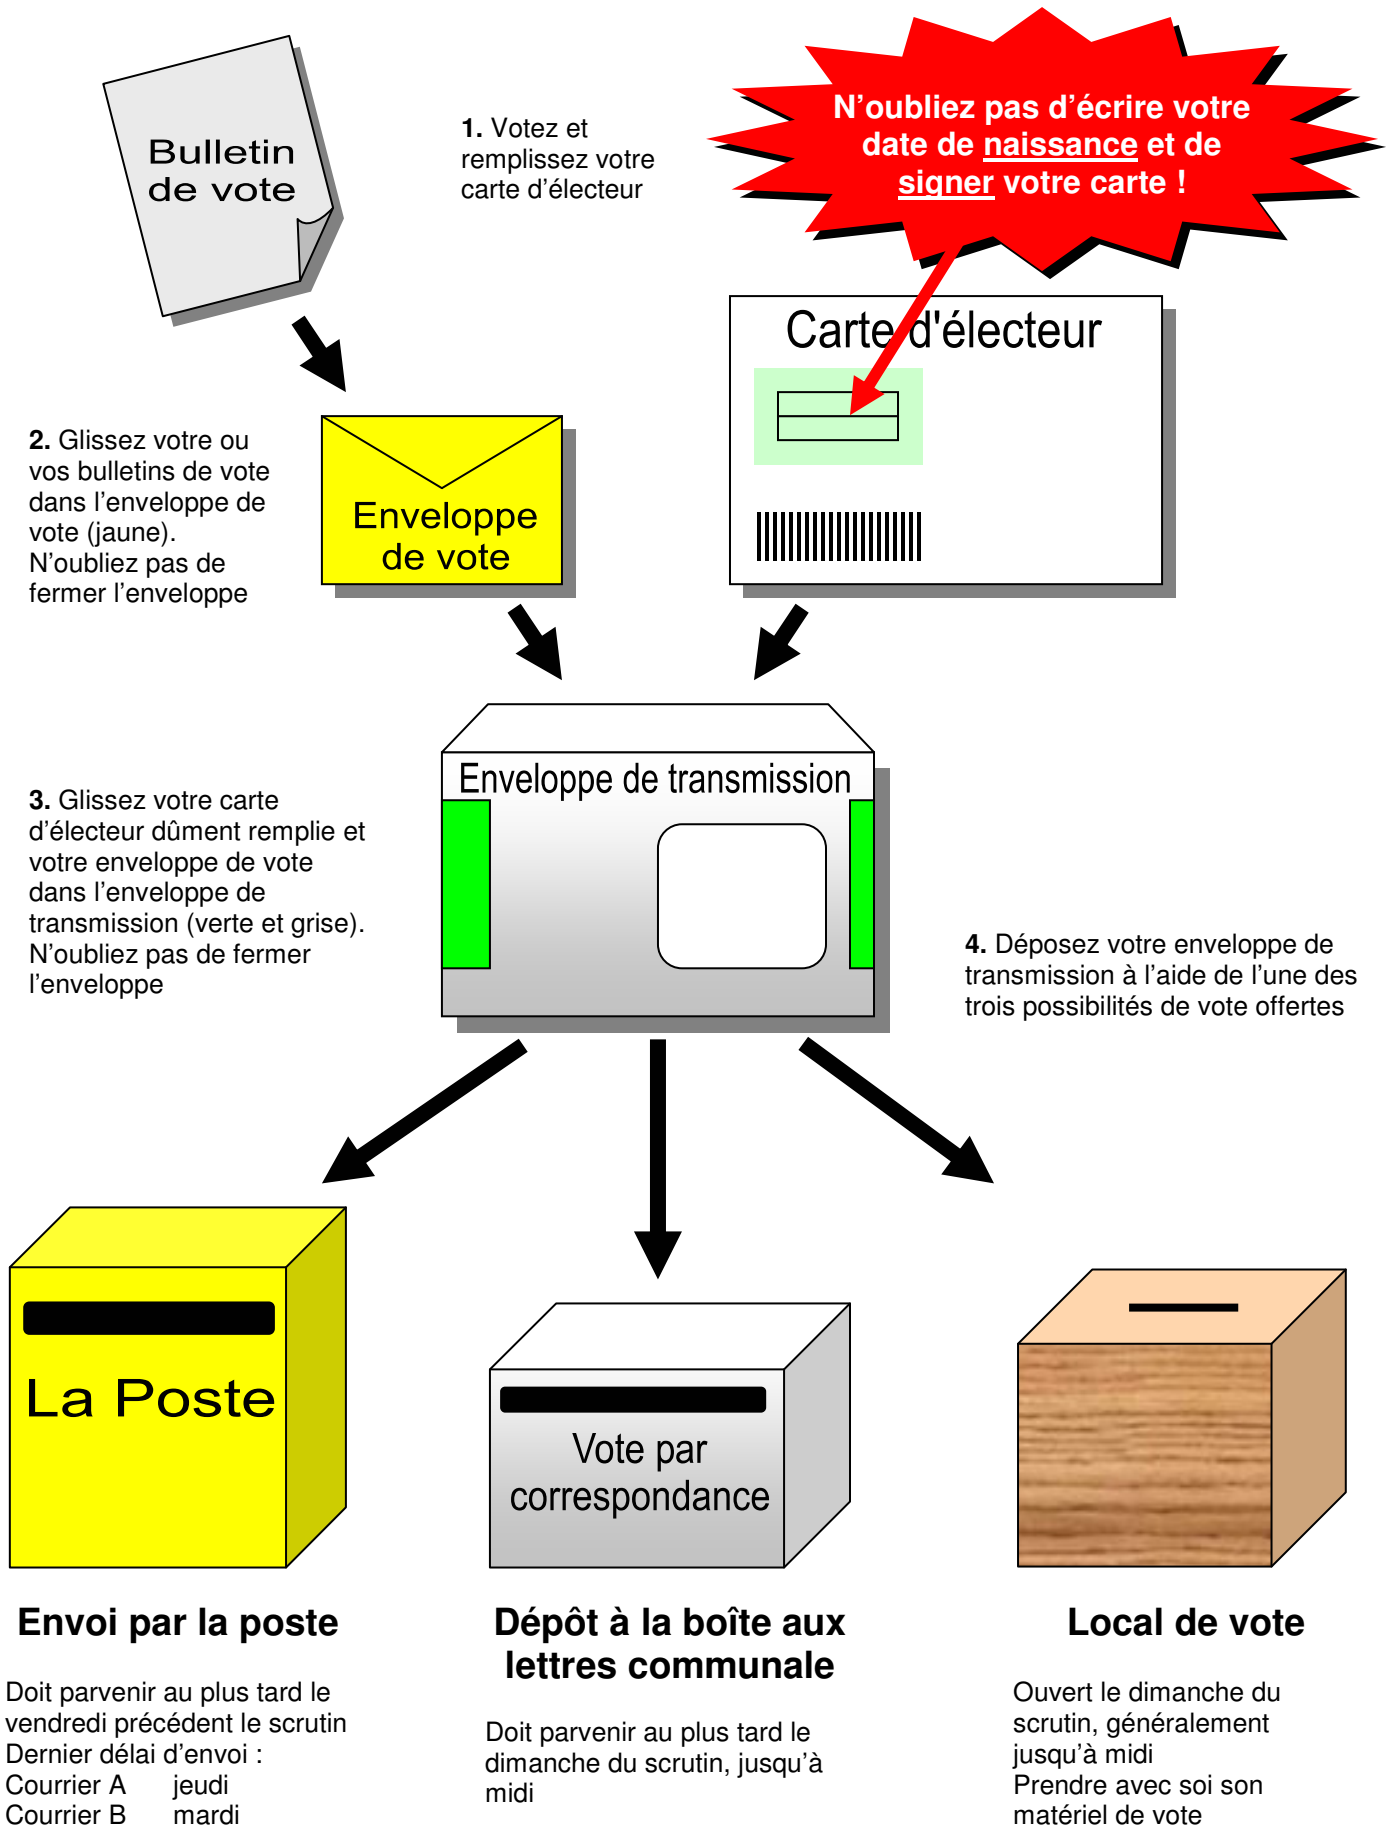 Bulletin
de vote
1. Votez et
remplissez votre
carte d’électeur
N’oubliez pas d’écrire votre
date de naissance et de
signer votre carte !
Carte d'électeur
2. Glissez votre ou
vos bulletins de vote
dans l’enveloppe de
vote (jaune).
N’oubliez pas de
fermer l’enveloppe
Enveloppe
de vote
Enveloppe de transmission
3. Glissez votre carte
d’électeur dûment remplie et
votre enveloppe de vote
dans l’enveloppe de
transmission (verte et grise).
N’oubliez pas de fermer
l’enveloppe
4. Déposez votre enveloppe de
transmission à l’aide de l’une des
trois possibilités de vote offertes
La Poste
Vote par
correspondance
Envoi par la poste
Doit parvenir au plus tard le
vendredi précédent le scrutin
Dernier délai d’envoi :
Courrier A jeudi
Courrier B mardi
Dépôt à la boîte aux
lettres communale
Doit parvenir au plus tard le
dimanche du scrutin, jusqu’à
midi
Local de vote
Ouvert le dimanche du
scrutin, généralement
jusqu’à midi
Prendre avec soi son
matériel de vote